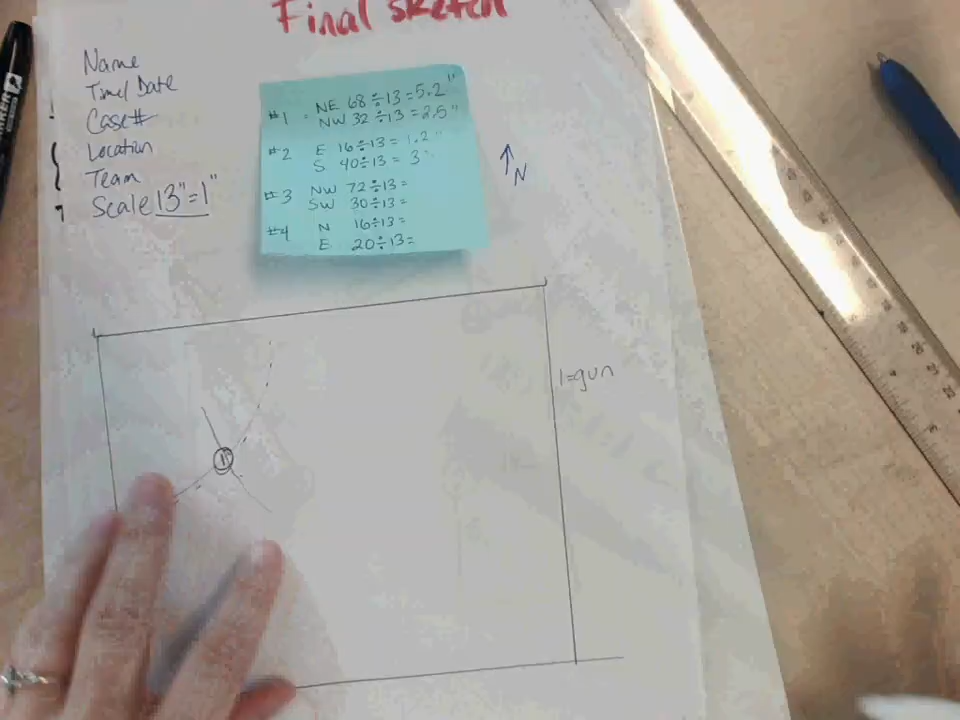 Final sketch
Name
Time/Date
Case#
Location
Team
Scale 13"=1"
#1 - NE 68÷13=5.2"
NW 32÷13=2.5"
#2 E 16÷13= 1.2"
S 40÷13= 3"
#3 NW 72÷13=
SW 30÷13=
#4 N 16÷13=
E 20÷13=
N
1=gun
1